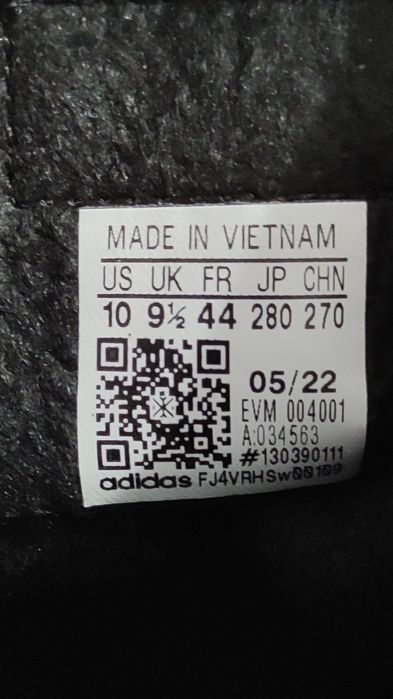 MADE IN VIETNAM
US UK FR JP CHN
10 9½ 44 280 270
05/22
EVM 004001
A:034563
#130390111
adidas FJ4VRHSw00109